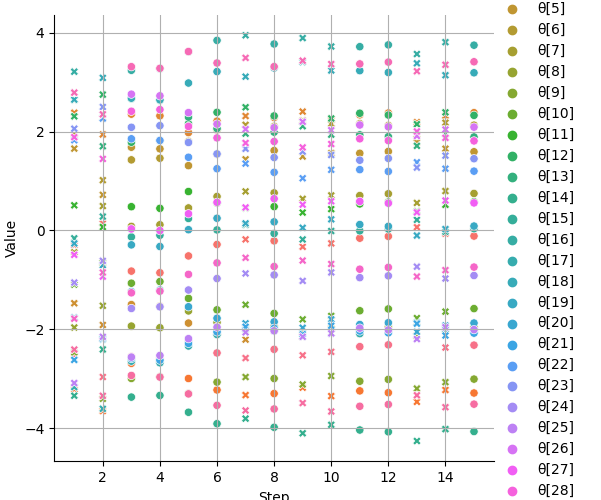 θ[5]
θ[6]
θ[7]
θ[8]
θ[9]
θ[10]
θ[11]
θ[12]
θ[13]
θ[14]
θ[15]
θ[16]
θ[17]
θ[18]
θ[19]
θ[20]
θ[21]
θ[22]
θ[23]
θ[24]
θ[25]
θ[26]
θ[27]
θ[28]
4
2
0
−2
−4
Value
2
4
6
8
10
12
14
Step